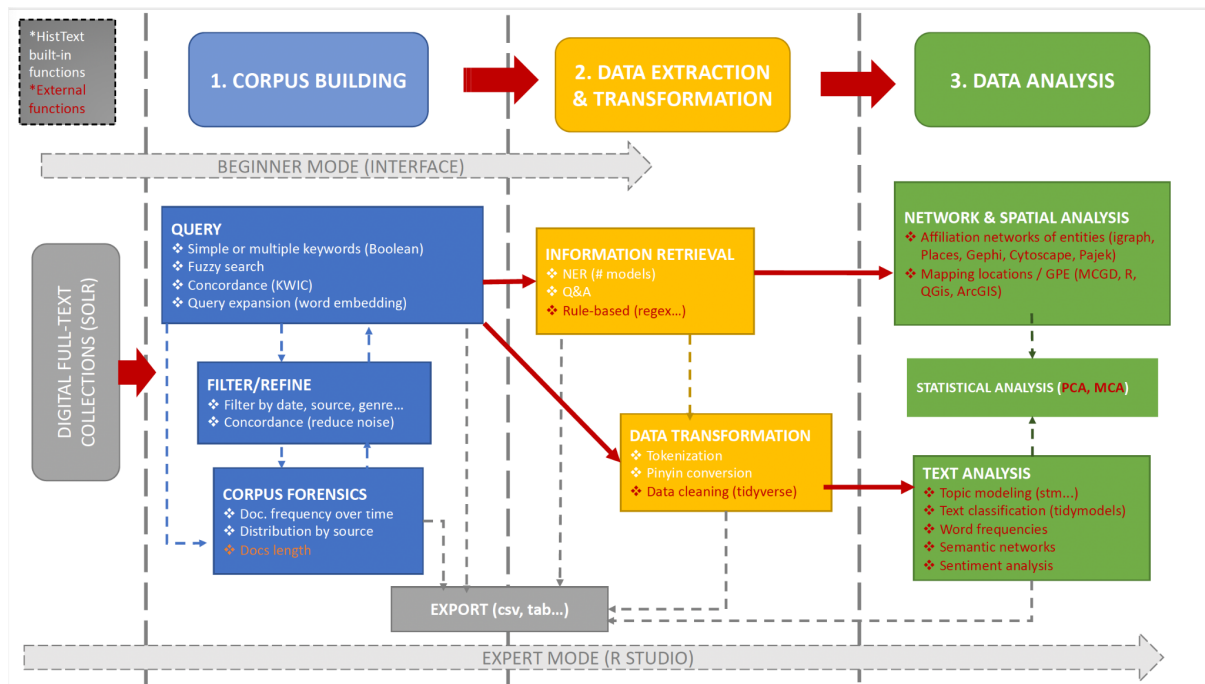 *HistText
built-in
functions
*External
functions
1. CORPUS BUILDING
2. DATA EXTRACTION
& TRANSFORMATION
3. DATA ANALYSIS
BEGINNER MODE (INTERFACE)
DIGITAL FULL-TEXT
COLLECTIONS (SOLR)
QUERY
❖ Simple or multiple keywords (Boolean)
❖ Fuzzy search
❖ Concordance (KWIC)
❖ Query expansion (word embedding)
FILTER/REFINE
❖ Filter by date, source, genre…
❖ Concordance (reduce noise)
CORPUS FORENSICS
❖ Doc. frequency over time
❖ Distribution by source
❖ Docs length
INFORMATION RETRIEVAL
❖ NER (# models)
❖ Q&A
❖ Rule-based (regex…)
DATA TRANSFORMATION
❖ Tokenization
❖ Pinyin conversion
❖ Data cleaning (tidyverse)
NETWORK & SPATIAL ANALYSIS
❖ Affiliation networks of entities (igraph,
Places, Gephi, Cytoscape, Pajek)
❖ Mapping locations / GPE (MCGD, R,
QGis, ArcGIS)
STATISTICAL ANALYSIS (PCA, MCA)
TEXT ANALYSIS
❖ Topic modeling (stm…)
❖ Text classification (tidymodels)
❖ Word frequencies
❖ Semantic networks
❖ Sentiment analysis
EXPORT (csv, tab…)
EXPERT MODE (R STUDIO)